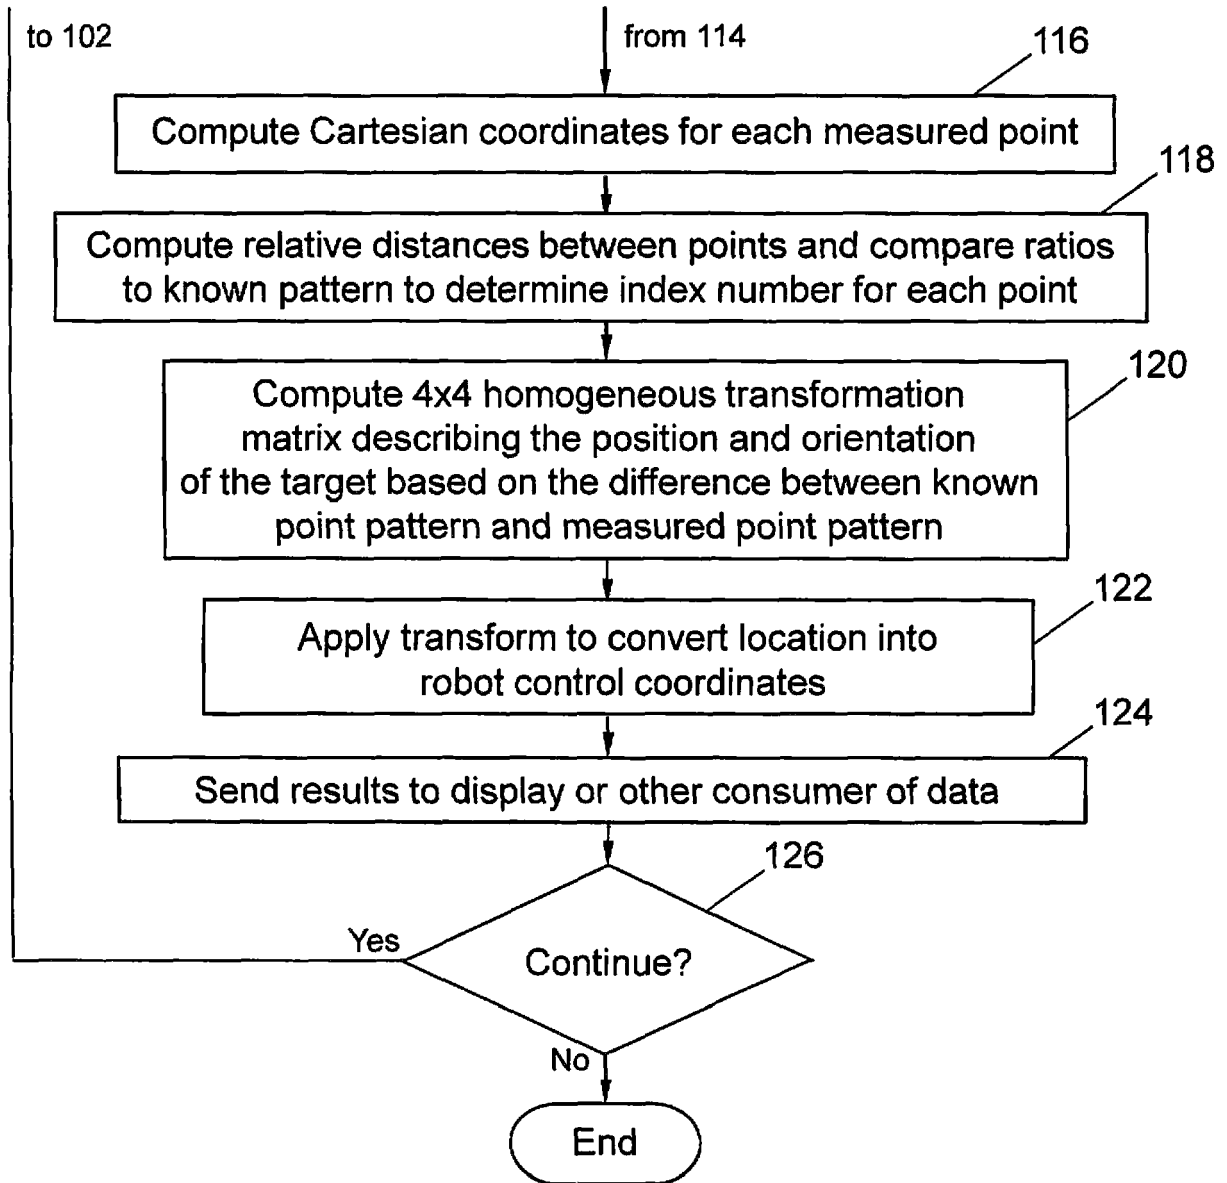 to 102
from 114
116
Compute Cartesian coordinates for each measured point
118
Compute relative distances between points and compare ratios
to known pattern to determine index number for each point
120
Compute 4x4 homogeneous transformation
matrix describing the position and orientation
of the target based on the difference between known
point pattern and measured point pattern
122
Apply transform to convert location into
robot control coordinates
124
Send results to display or other consumer of data
126
Yes
Continue?
No
End